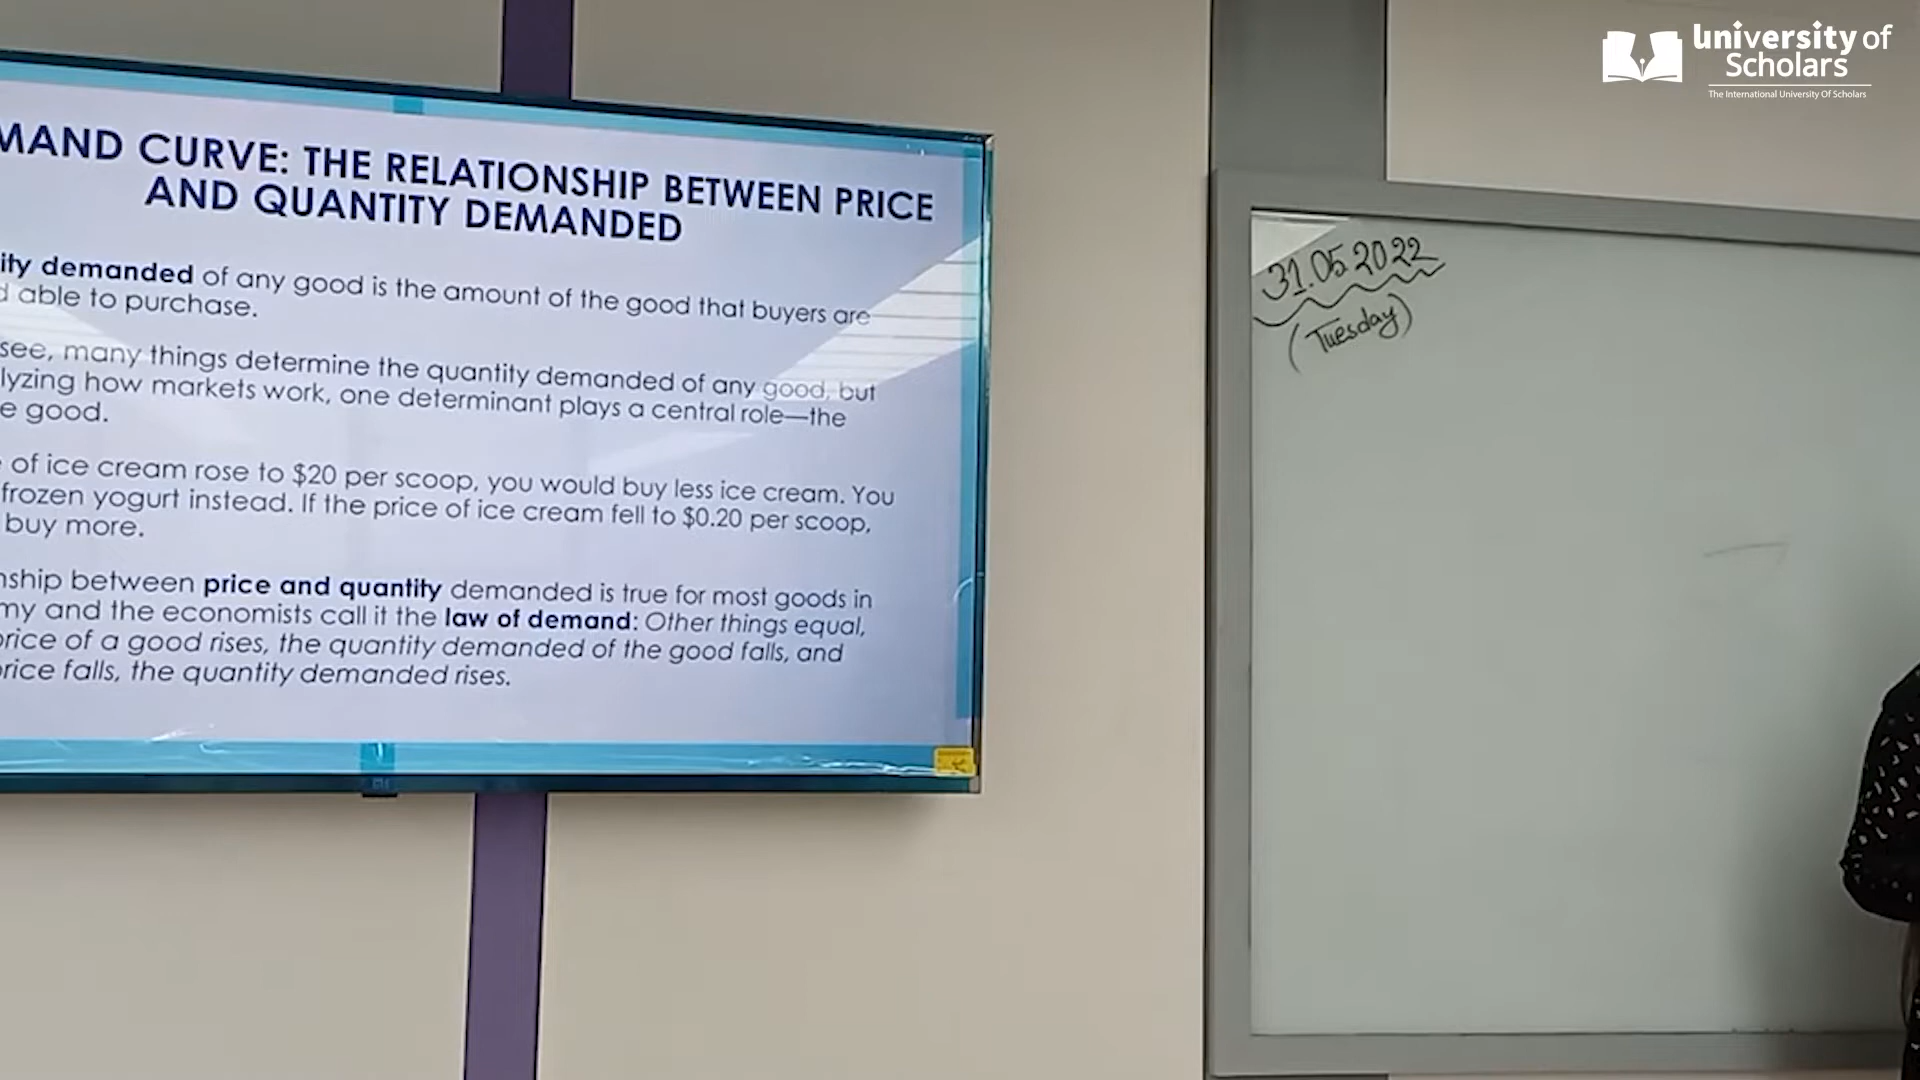 MAND CURVE: THE RELATIONSHIP BETWEEN PRICE
AND QUANTITY DEMANDED
ity demanded of any good is the amount of the good that buyers are
d able to purchase.
see, many things determine the quantity demanded of any good, but
lyzing how markets work, one determinant plays a central role—the
e good.
of ice cream rose to $20 per scoop, you would buy less ice cream. You
frozen yogurt instead. If the price of ice cream fell to $0.20 per scoop,
buy more.
nship between price and quantity demanded is true for most goods in
my and the economists call it the law of demand: Other things equal,
price of a good rises, the quantity demanded of the good falls, and
price falls, the quantity demanded rises.
31.05.2022
(Tuesday)
university of
Scholars
The International University Of Scholars